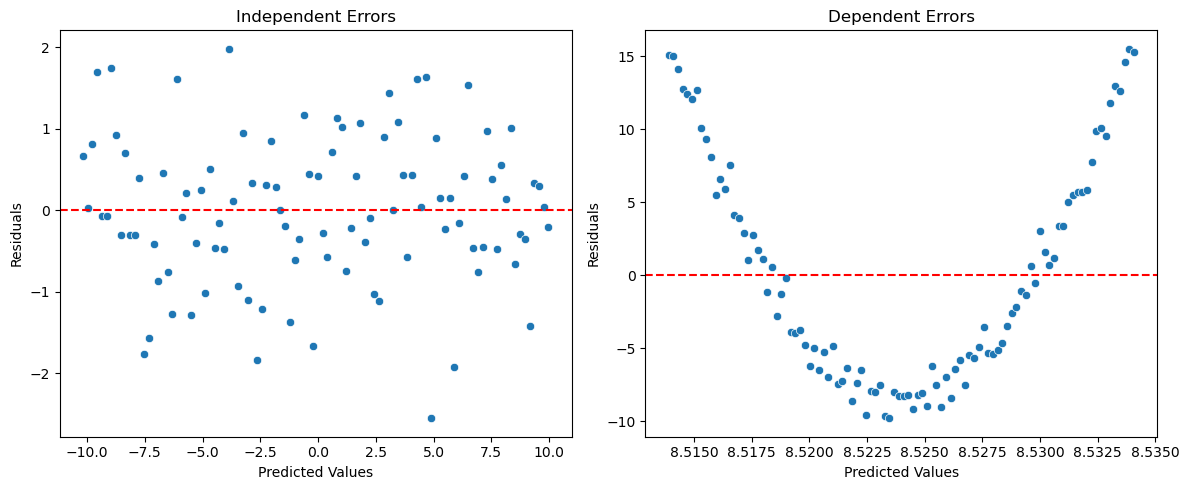 Independent Errors
2
1
0
−1
−2
Residuals
−10.0 −7.5 −5.0 −2.5 0.0 2.5 5.0 7.5 10.0
Predicted Values
Dependent Errors
15
10
5
0
−5
−10
Residuals
8.5150 8.5175 8.5200 8.5225 8.5250 8.5275 8.5300 8.5325 8.5350
Predicted Values